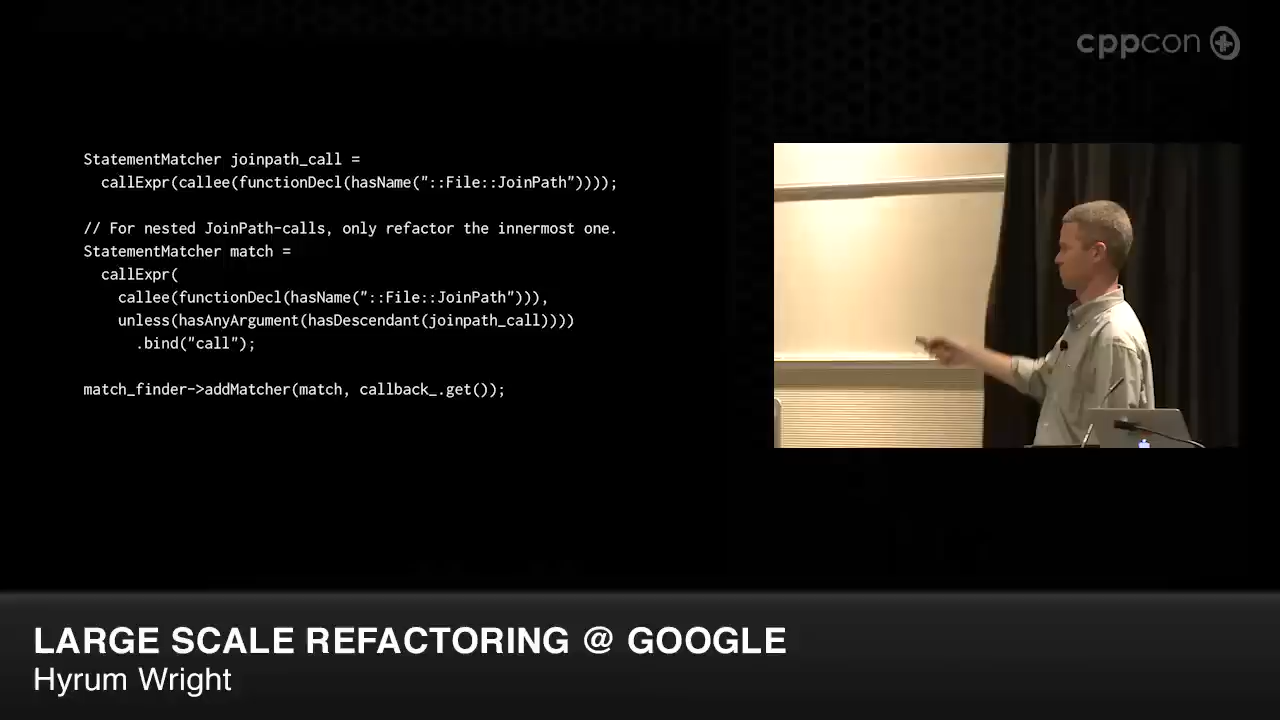 cppcon
StatementMatcher joinpath_call =
callExpr(callee(functionDecl(hasName("::File::JoinPath"))));
// For nested JoinPath-calls, only refactor the innermost one.
StatementMatcher match =
callExpr(
callee(functionDecl(hasName("::File::JoinPath"))),
unless(hasAnyArgument(hasDescendant(joinpath_call))))
.bind("call");
match_finder->addMatcher(match, callback_.get());
LARGE SCALE REFACTORING @ GOOGLE
Hyrum Wright